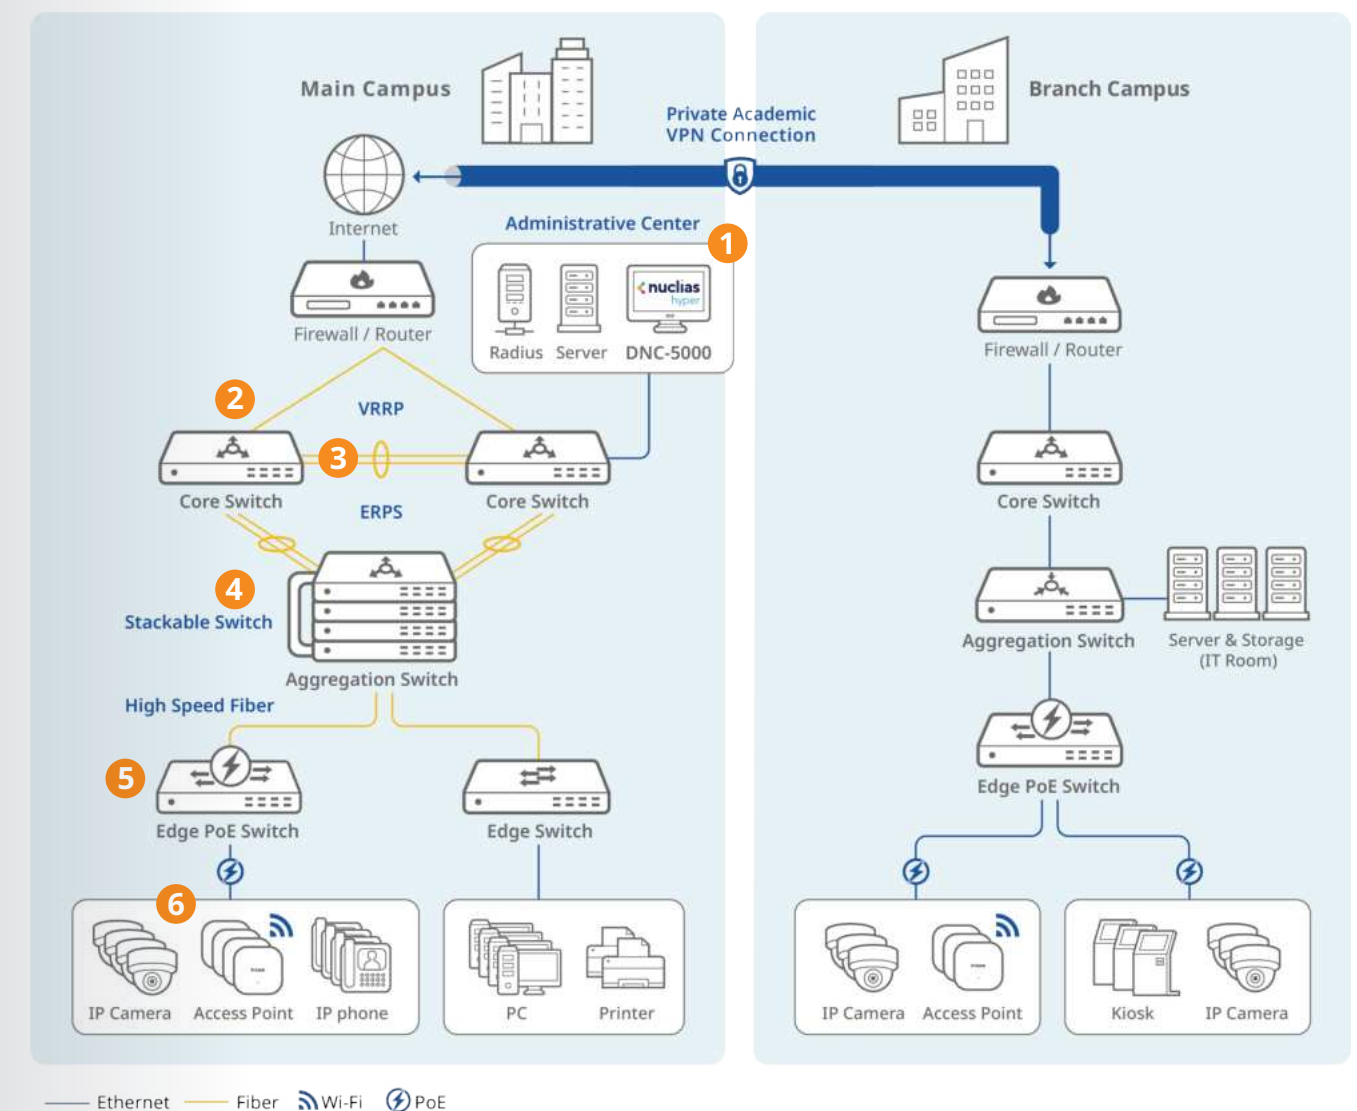 Main Campus
Branch Campus
Private Academic
VPN Connection
Internet
Administrative Center
1
nuclias
hyper
Radius
Server
DNC-5000
Firewall / Router
Firewall / Router
2
VRRP
3
Core Switch
Core Switch
Core Switch
ERPS
4
Stackable Switch
Aggregation Switch
Aggregation Switch
Server & Storage
(IT Room)
High Speed Fiber
5
Edge PoE Switch
Edge Switch
Edge PoE Switch
6
IP Camera
Access Point
IP phone
PC
Printer
IP Camera
Access Point
Kiosk
IP Camera
Ethernet
Fiber
Wi-Fi
PoE